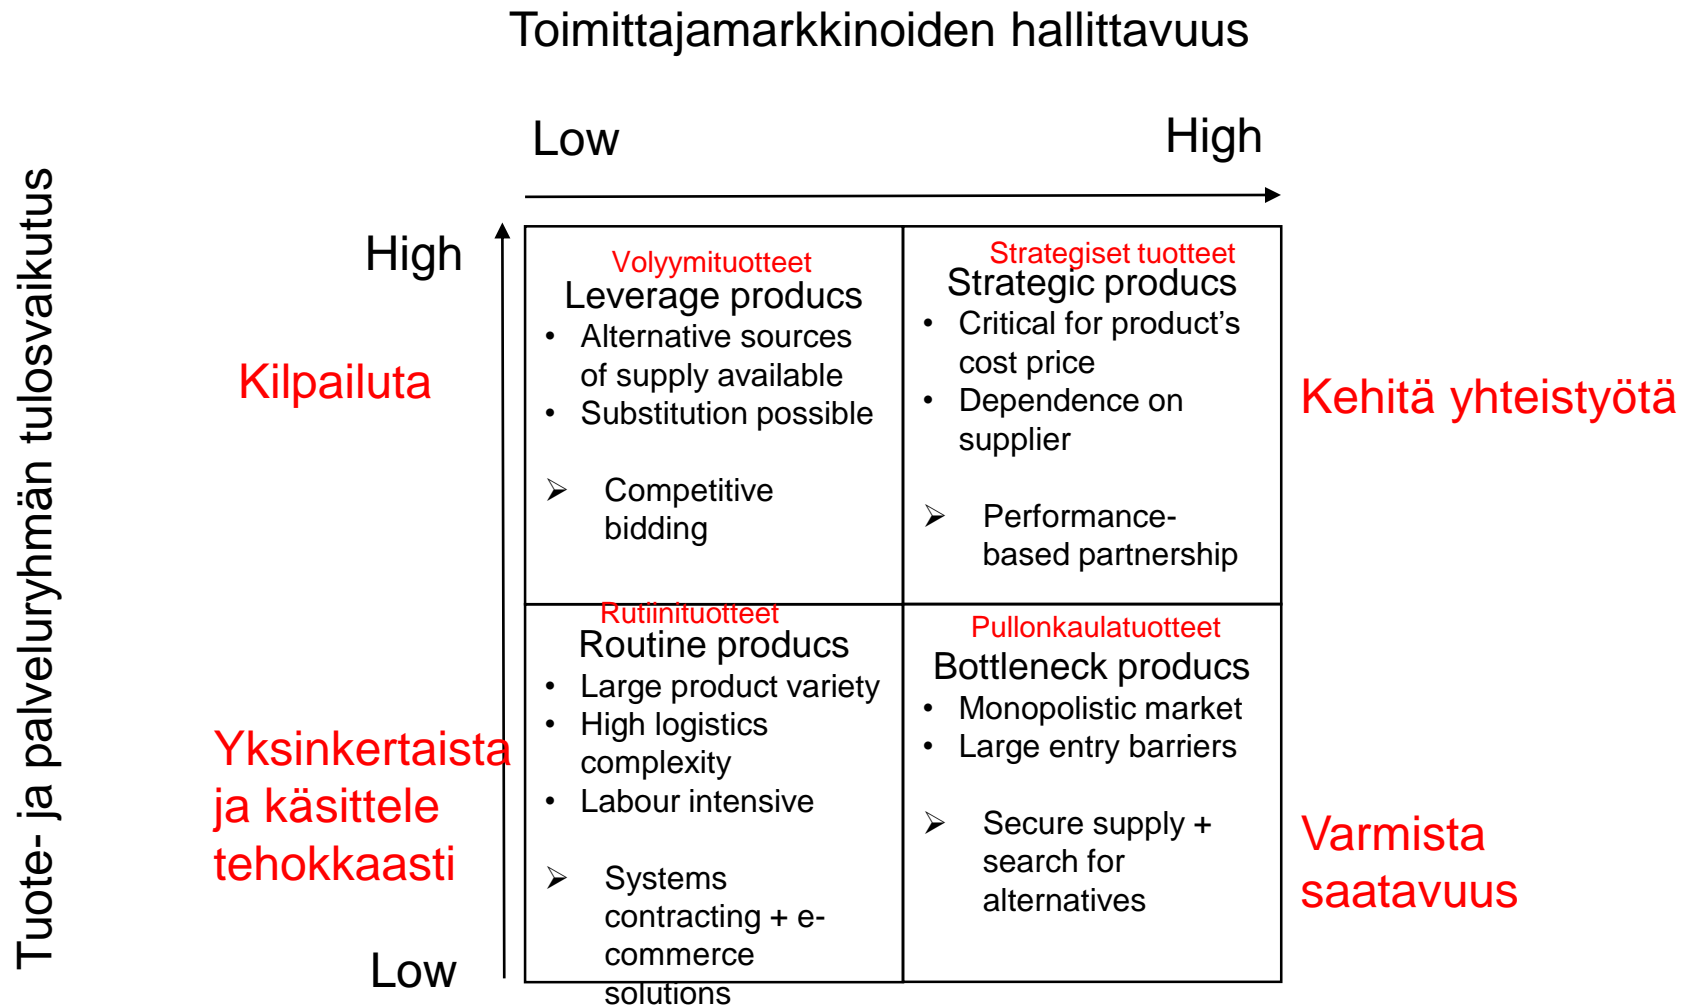 Toimittajamarkkinoiden hallittavuus
Low
High
Tuote- ja palveluryhmän tulosvaikutus
High
Kilpailuta
Volyymituotteet
Leverage producs
• Alternative sources
of supply available
• Substitution possible
➢ Competitive
bidding
Strategiset tuotteet
Strategic producs
• Critical for product’s
cost price
• Dependence on
supplier
➢ Performance-
based partnership
Kehitä yhteistyötä
Yksinkertaista
ja käsittele
tehokkaasti
Low
Rutiinituotteet
Routine producs
• Large product variety
• High logistics
complexity
• Labour intensive
➢ Systems
contracting + e-
commerce
solutions
Pullonkaulatuotteet
Bottleneck producs
• Monopolistic market
• Large entry barriers
➢ Secure supply +
search for
alternatives
Varmista
saatavuus